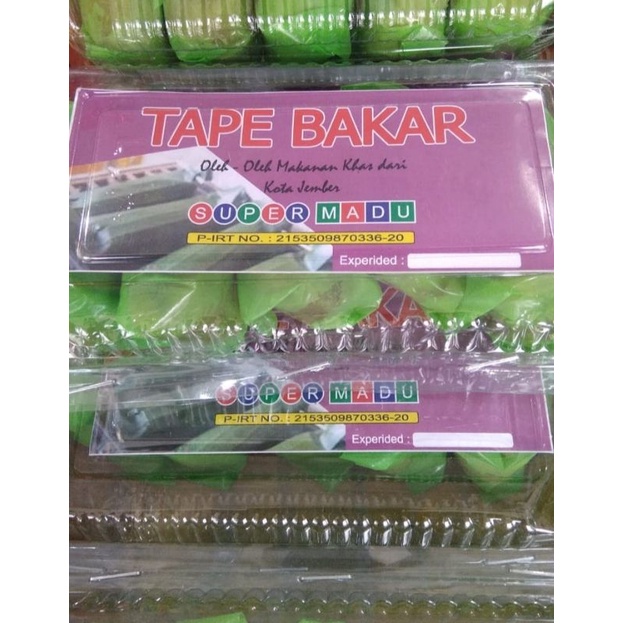 TAPE BAKAR
Oleh - Oleh Makanan Khas dari
Kota Jember
SUPER MADU
P-IRT NO. : 2153509870336-20
Experided :
SUPER MADU
P-IRT NO. : 2153509870336-20
Experided :